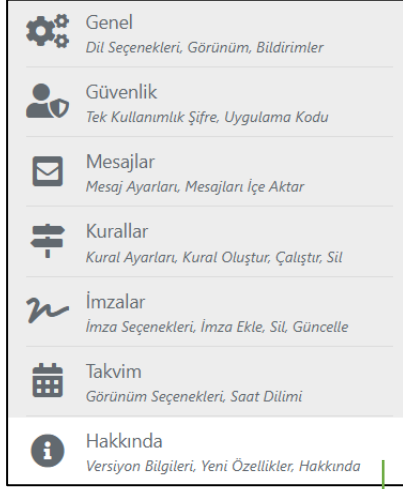 Genel
Dil Seçenekleri, Görünüm, Bildirimler
Güvenlik
Tek Kullanımlık Şifre, Uygulama Kodu
Mesajlar
Mesaj Ayarları, Mesajları İçe Aktar
Kurallar
Kural Ayarları, Kural Oluştur, Çalıştır, Sil
İmzalar
İmza Seçenekleri, İmza Ekle, Sil, Güncelle
Takvim
Görünüm Seçenekleri, Saat Dilimi
Hakkında
Versiyon Bilgileri, Yeni Özellikler, Hakkında